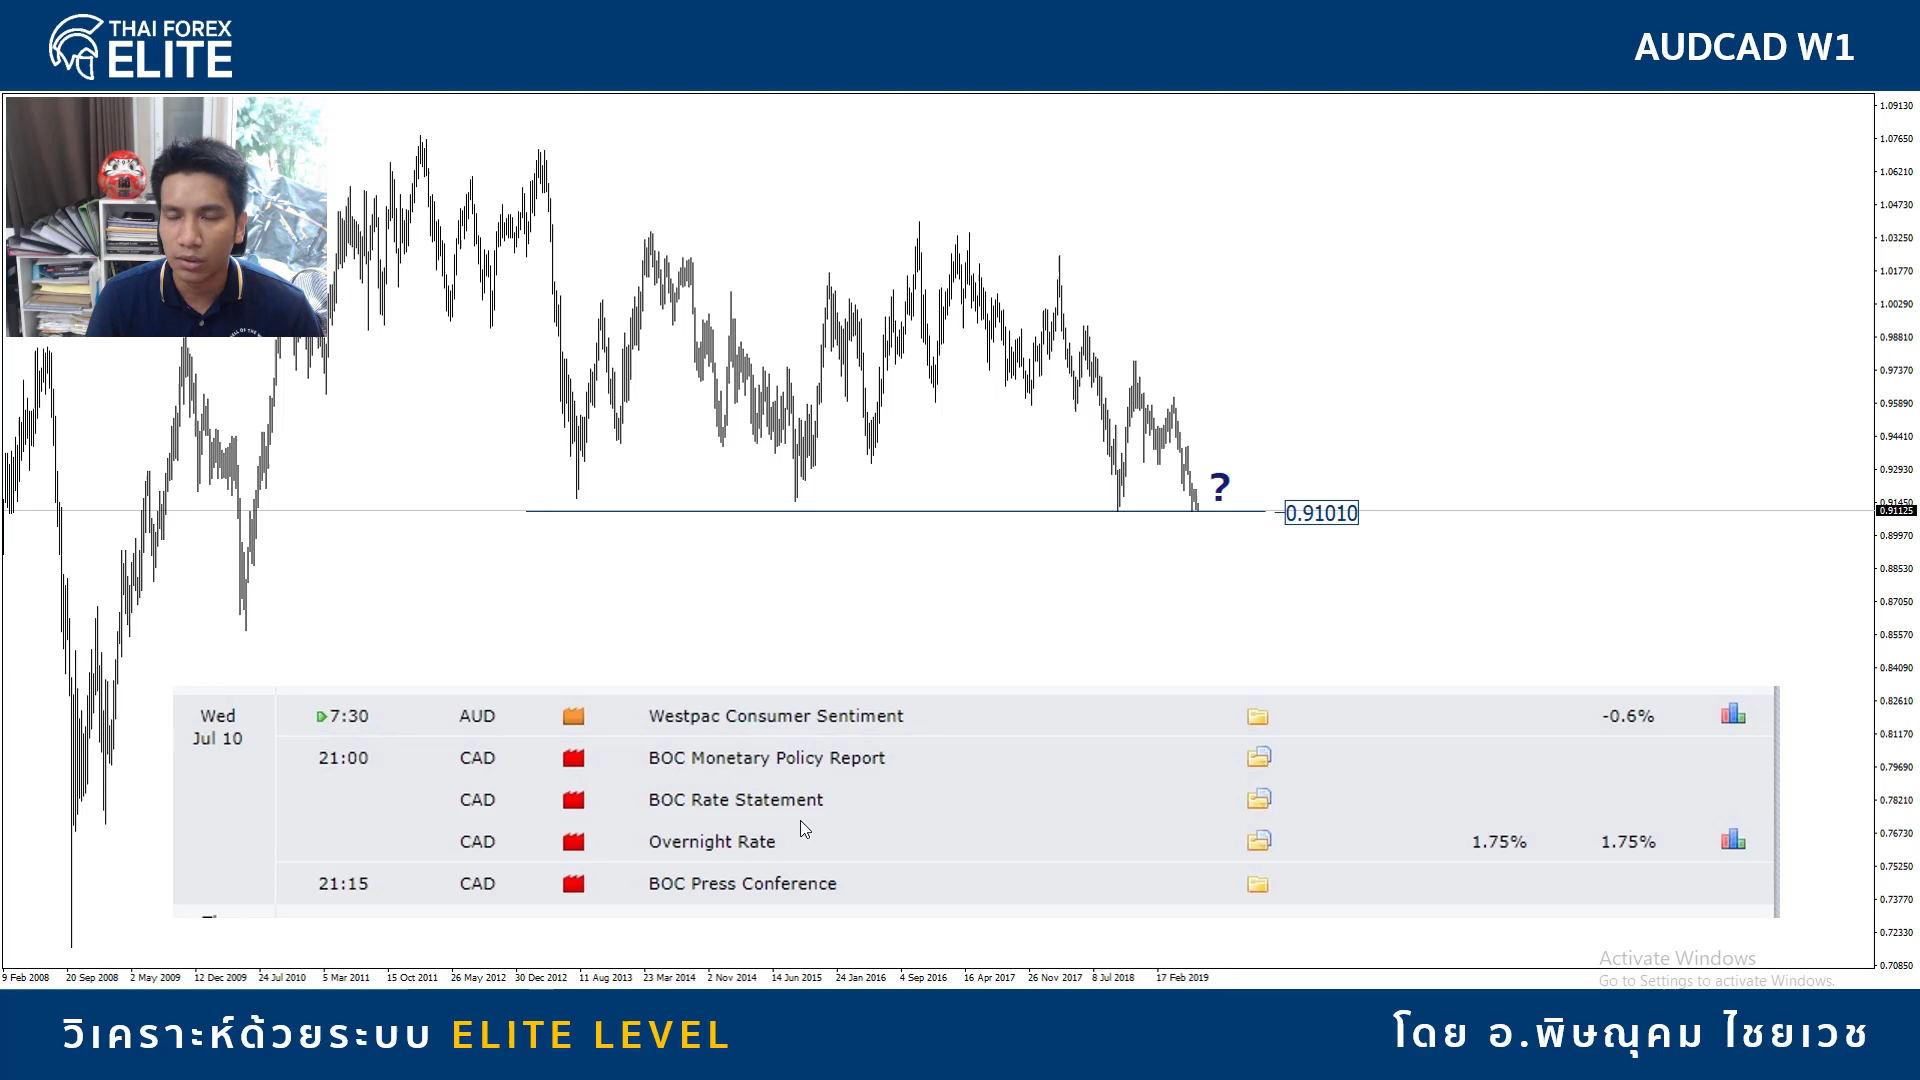 THAI FOREX
ELITE
AUDCAD W1
1.09130
1.07650
1.06210
1.04730
1.03250
1.01770
1.00290
0.98810
0.97370
0.95890
0.94410
0.92930
0.91450
0.91125
0.89970
0.88530
0.87050
0.85570
0.84090
0.82610
0.81170
0.79690
0.78210
0.76730
0.75250
0.73770
0.72330
0.70850
?
0.91010
Wed
Jul 10
7:30 AUD Westpac Consumer Sentiment -0.6%
21:00 CAD BOC Monetary Policy Report
CAD BOC Rate Statement
CAD Overnight Rate 1.75% 1.75%
21:15 CAD BOC Press Conference
Activate Windows
Go to Settings to activate Windows.
9 Feb 2008 20 Sep 2008 2 May 2009 12 Dec 2009 24 Jul 2010 5 Mar 2011 15 Oct 2011 26 May 2012 30 Dec 2012 11 Aug 2013 23 Mar 2014 2 Nov 2014 14 Jun 2015 24 Jan 2016 4 Sep 2016 16 Apr 2017 26 Nov 2017 8 Jul 2018 17 Feb 2019
วิเคราะห์ด้วยระบบ ELITE LEVEL
โดย อ.พิษณุคม ไชยเวช